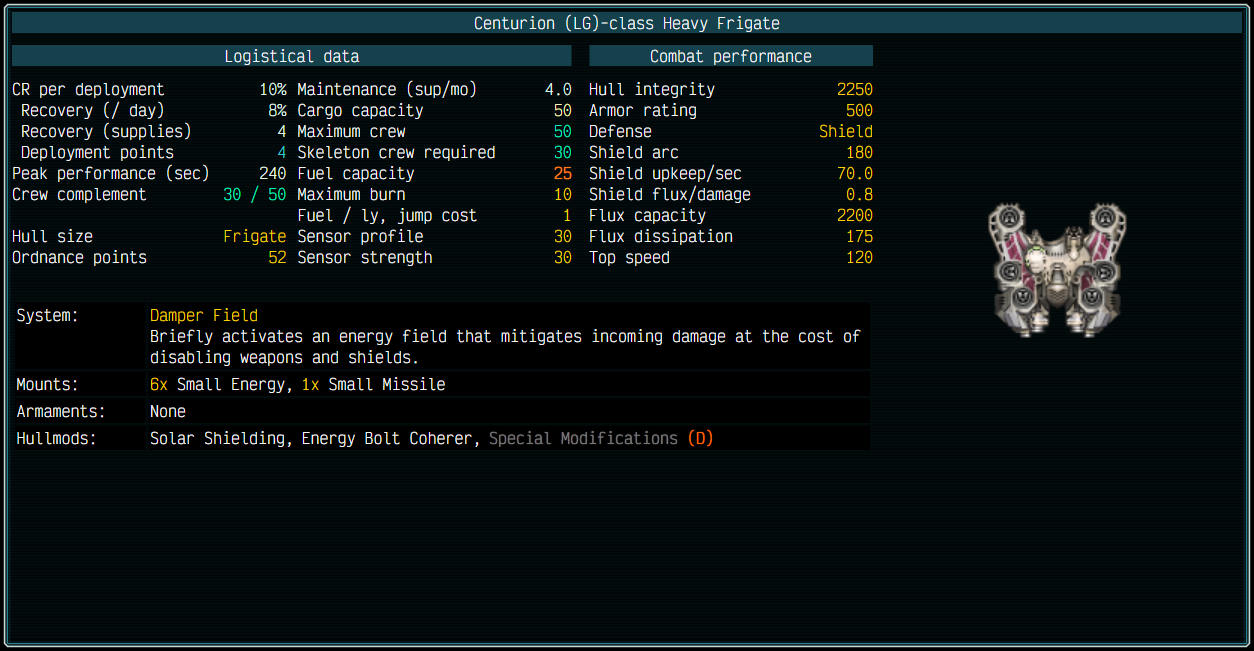 Centurion (LG)-class Heavy Frigate
Logistical data Combat performance
CR per deployment 10% Maintenance (sup/mo) 4.0 Hull integrity 2250
Recovery (/ day) 8% Cargo capacity 50 Armor rating 500
Recovery (supplies) 4 Maximum crew 50 Defense Shield
Deployment points 4 Skeleton crew required 30 Shield arc 180
Peak performance (sec) 240 Fuel capacity 25 Shield upkeep/sec 70.0
Crew complement 30 / 50 Maximum burn 10 Shield flux/damage 0.8
Fuel / ly, jump cost 1 Flux capacity 2200
Hull size Frigate Sensor profile 30 Flux dissipation 175
Ordnance points 52 Sensor strength 30 Top speed 120
System: Damper Field
Briefly activates an energy field that mitigates incoming damage at the cost of
disabling weapons and shields.
Mounts: 6x Small Energy, 1x Small Missile
Armaments: None
Hullmods: Solar Shielding, Energy Bolt Coherer, Special Modifications (D)